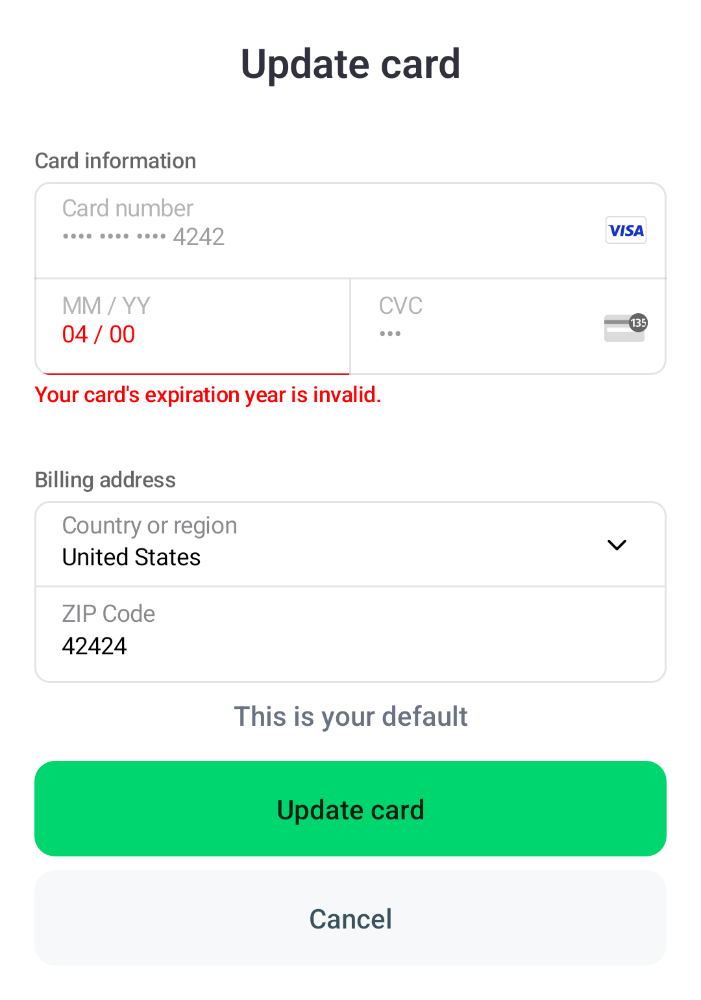 Update card
Card information
Card number
•••• •••• •••• 4242
VISA
MM / YY
04 / 00
CVC
•••
135
Your card's expiration year is invalid.
Billing address
Country or region
United States
ZIP Code
42424
This is your default
Update card
Cancel